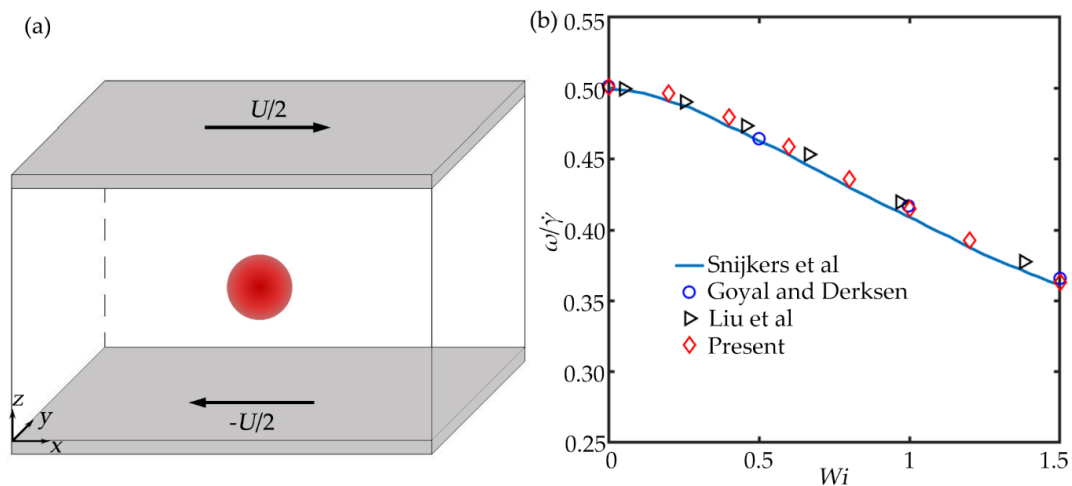 (a)
U/2
-U/2
z
y
x
(b)
0.50
0.50
0.45
0.40
0.35
0.30
0.25
ω/γ̇
0
0.5
1
1.5
Wi
Snijkers et al
Goyal and Derksen
Liu et al
Present